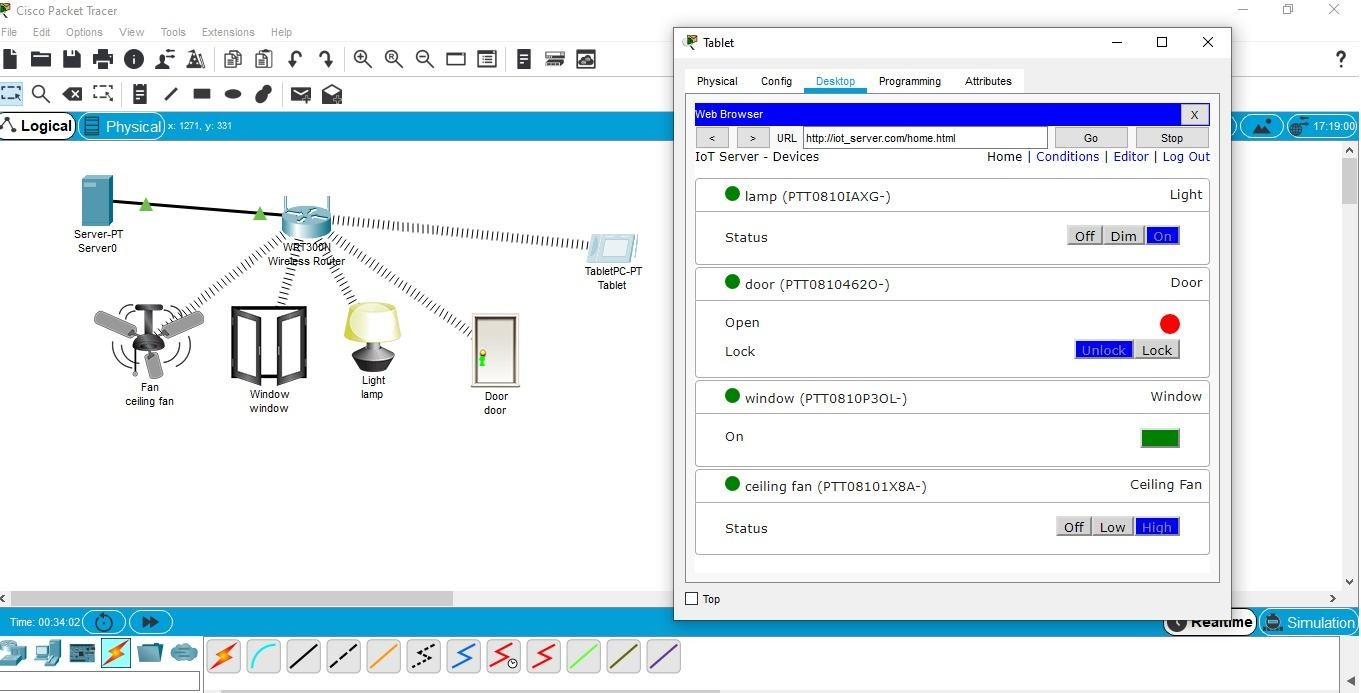 Cisco Packet Tracer
File Edit Options View Tools Extensions Help
?
Logical Physical x: 1271, y: 331
17:19:00
Server-PT
Server0
WRT300N
Wireless Router
TabletPC-PT
Tablet
Fan
ceiling fan
Window
window
Light
lamp
Door
door
Tablet
Physical Config Desktop Programming Attributes
Web Browser X
< > URL http://iot_server.com/home.html Go Stop
IoT Server - Devices Home | Conditions | Editor | Log Out
lamp (PTT0810IAXG-) Light
Status Off Dim On
door (PTT0810462O-) Door
Open
Lock Unlock Lock
window (PTT0810P3OL-) Window
On
ceiling fan (PTT08101X8A-) Ceiling Fan
Status Off Low High
Top
Time: 00:34:02
Realtime Simulation